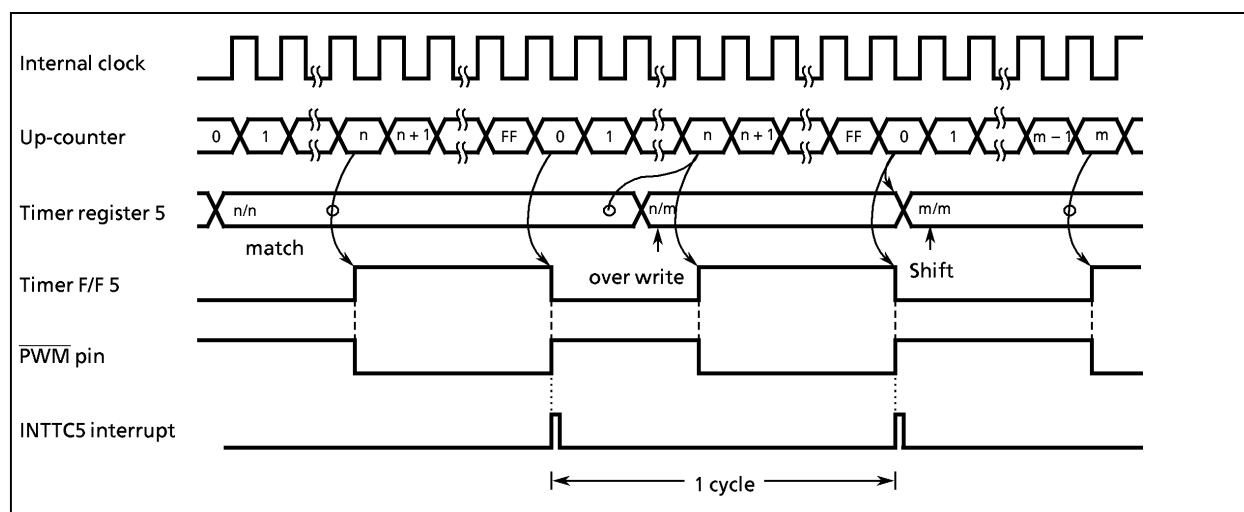 Internal clock
Up-counter
0 1 n n + 1 FF 0 1 n n + 1 FF 0 1 m − 1 m
Timer register 5
n/n n/m m/m
match
over write
Shift
Timer F/F 5
PWM pin
INTTC5 interrupt
1 cycle